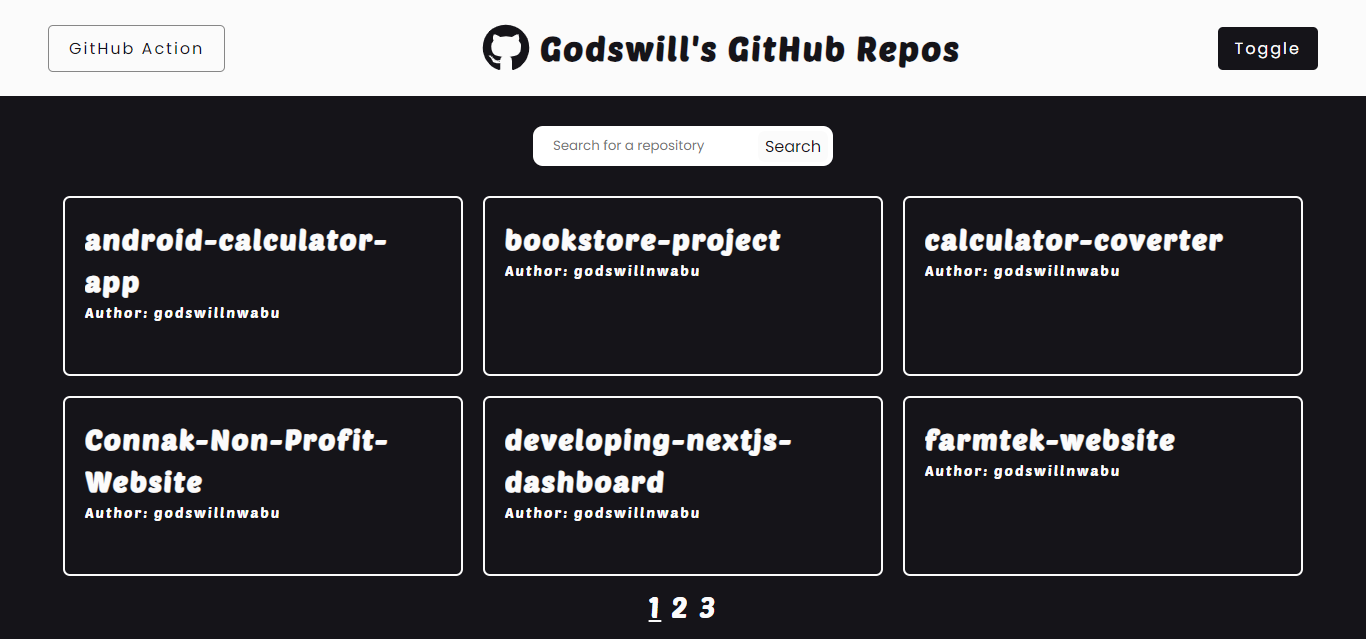 GitHub Action
Godswill's GitHub Repos
Toggle
Search for a repository
Search
android-calculator-
app
Author: godswillnwabu
bookstore-project
Author: godswillnwabu
calculator-coverter
Author: godswillnwabu
Connak-Non-Profit-
Website
Author: godswillnwabu
developing-nextjs-
dashboard
Author: godswillnwabu
farmtek-website
Author: godswillnwabu
1 2 3